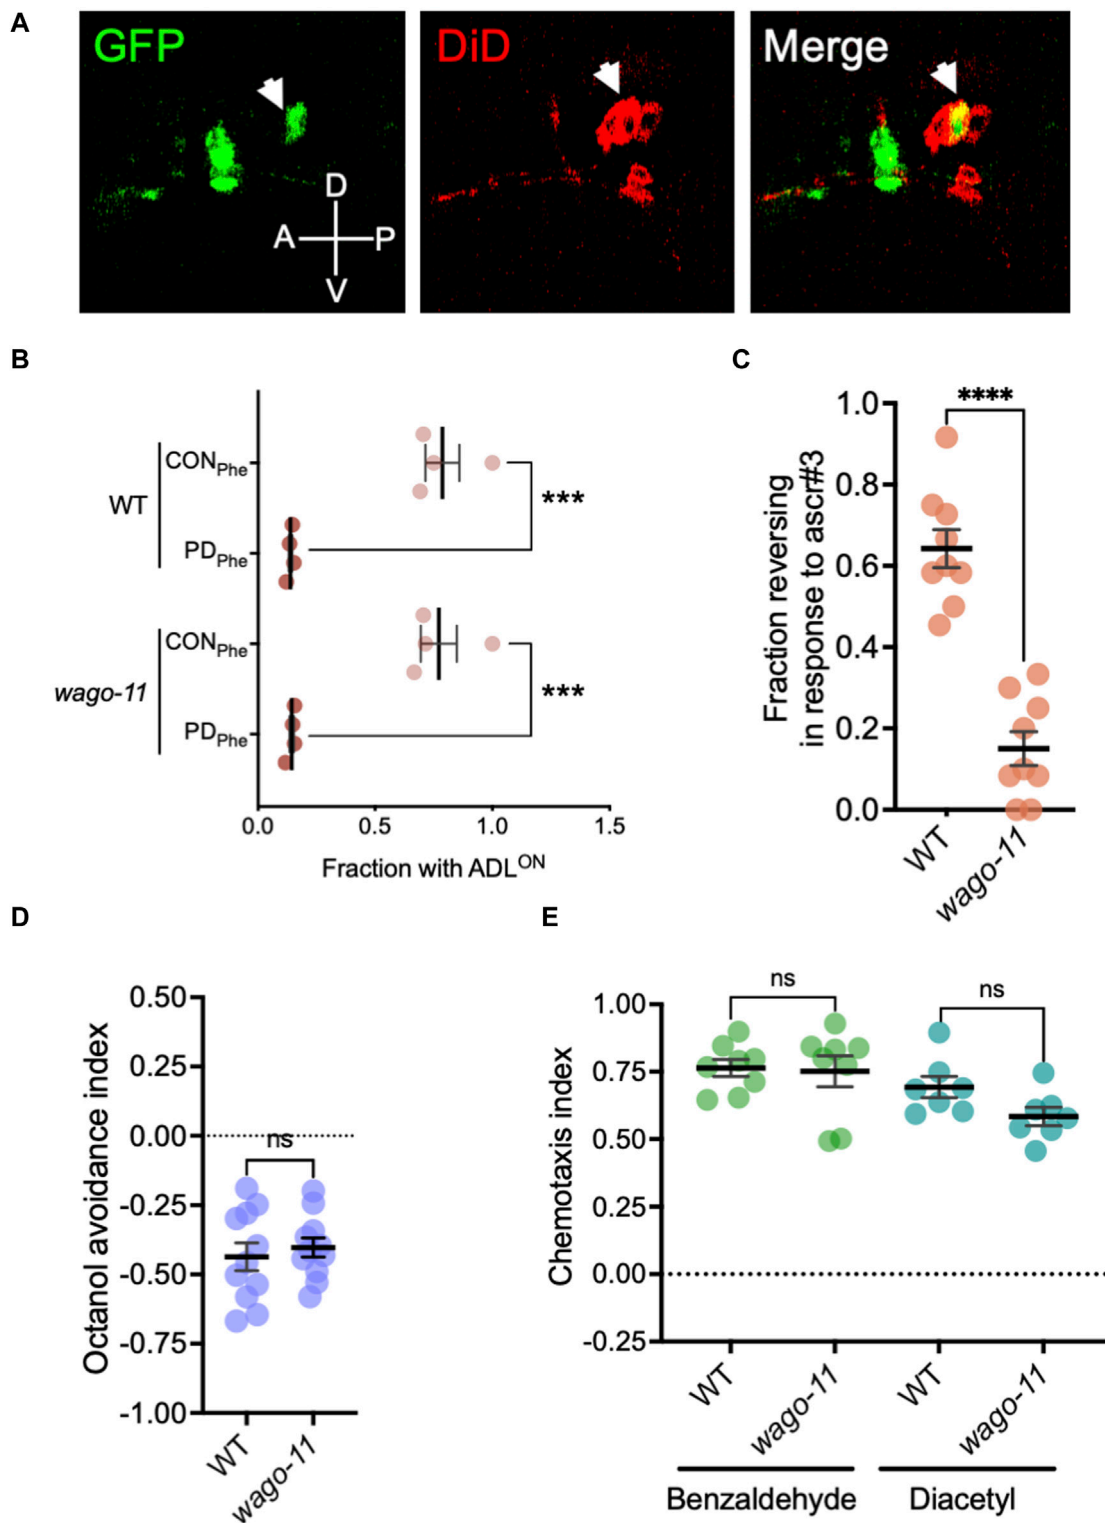 A
GFP
DiD
Merge
D
A
P
V
B
WT
CONPhe
PDPhe
wago-11
CONPhe
PDPhe
***
***
0.0
0.5
1.0
1.5
Fraction with ADLON
C
Fraction reversing
in response to ascr#3
1.0
0.8
0.6
0.4
0.2
0.0
****
WT
wago-11
D
Octanol avoidance index
0.50
0.25
0.00
-0.25
-0.50
-0.75
-1.00
ns
WT
wago-11
E
Chemotaxis index
1.00
0.75
0.50
0.25
0.00
-0.25
ns
ns
WT
wago-11
WT
wago-11
Benzaldehyde
Diacetyl